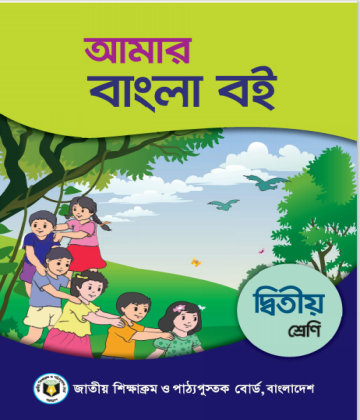 আমার
বাংলা বই
দ্বিতীয়
শ্রেণি
জাতীয় শিক্ষাক্রম ও পাঠ্যপুস্তক বোর্ড, বাংলাদেশ